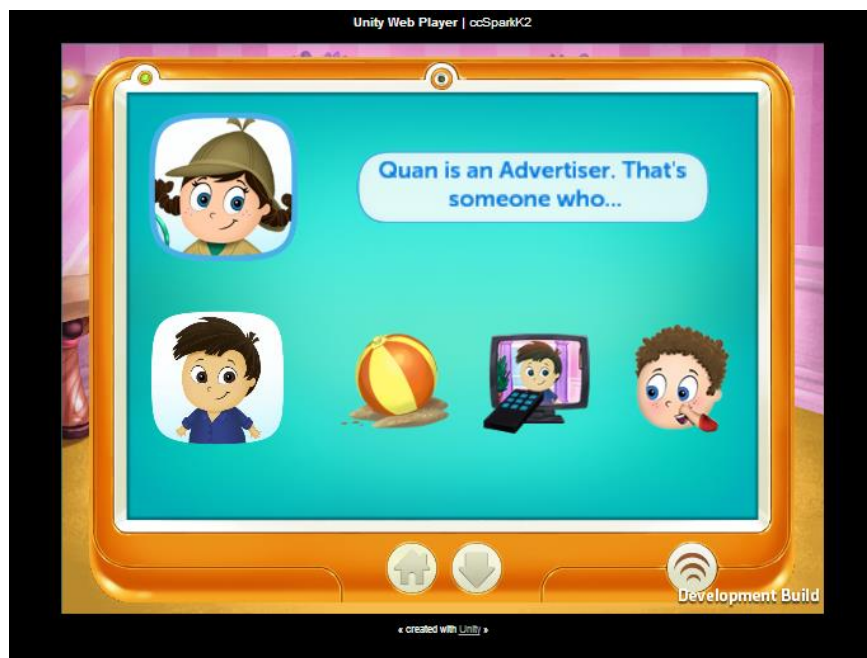 Unity Web Player | ccSparkK2
Quan is an Advertiser. That's
someone who...
Development Build
« created with Unity »